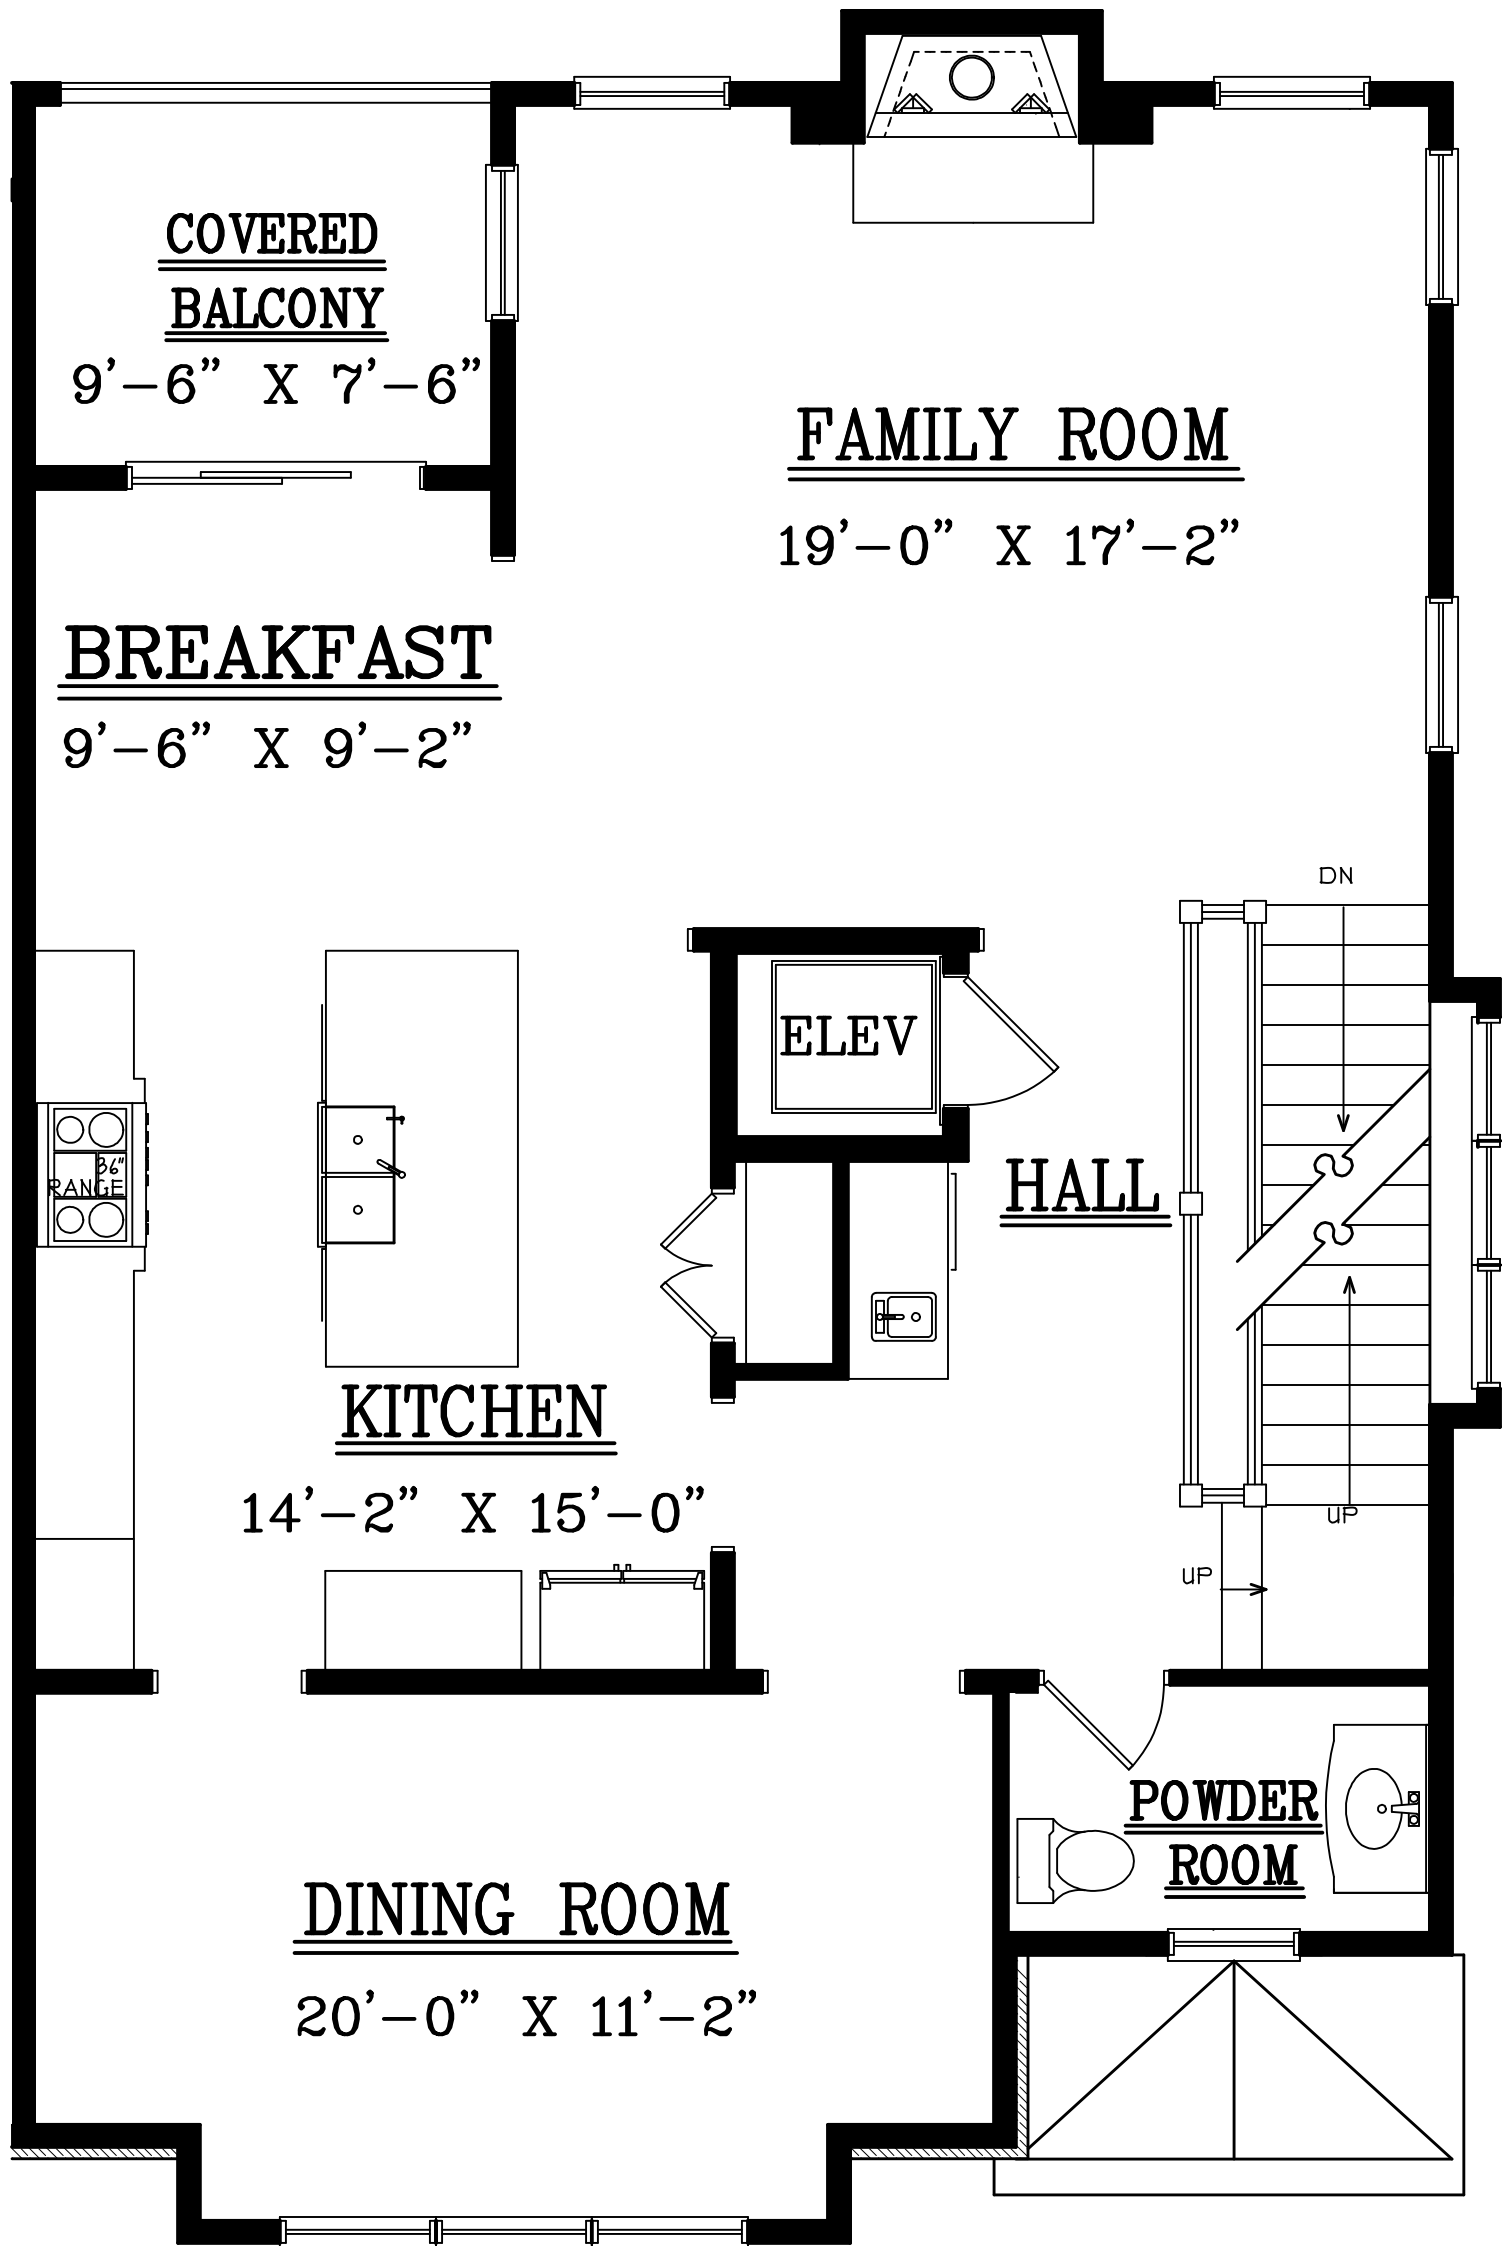 COVERED
BALCONY
9'-6" X 7'-6"
FAMILY ROOM
19'-0" X 17'-2"
BREAKFAST
9'-6" X 9'-2"
DN
ELEV
36"
RANGE
HALL
KITCHEN
14'-2" X 15'-0"
UP
UP
POWDER
ROOM
DINING ROOM
20'-0" X 11'-2"